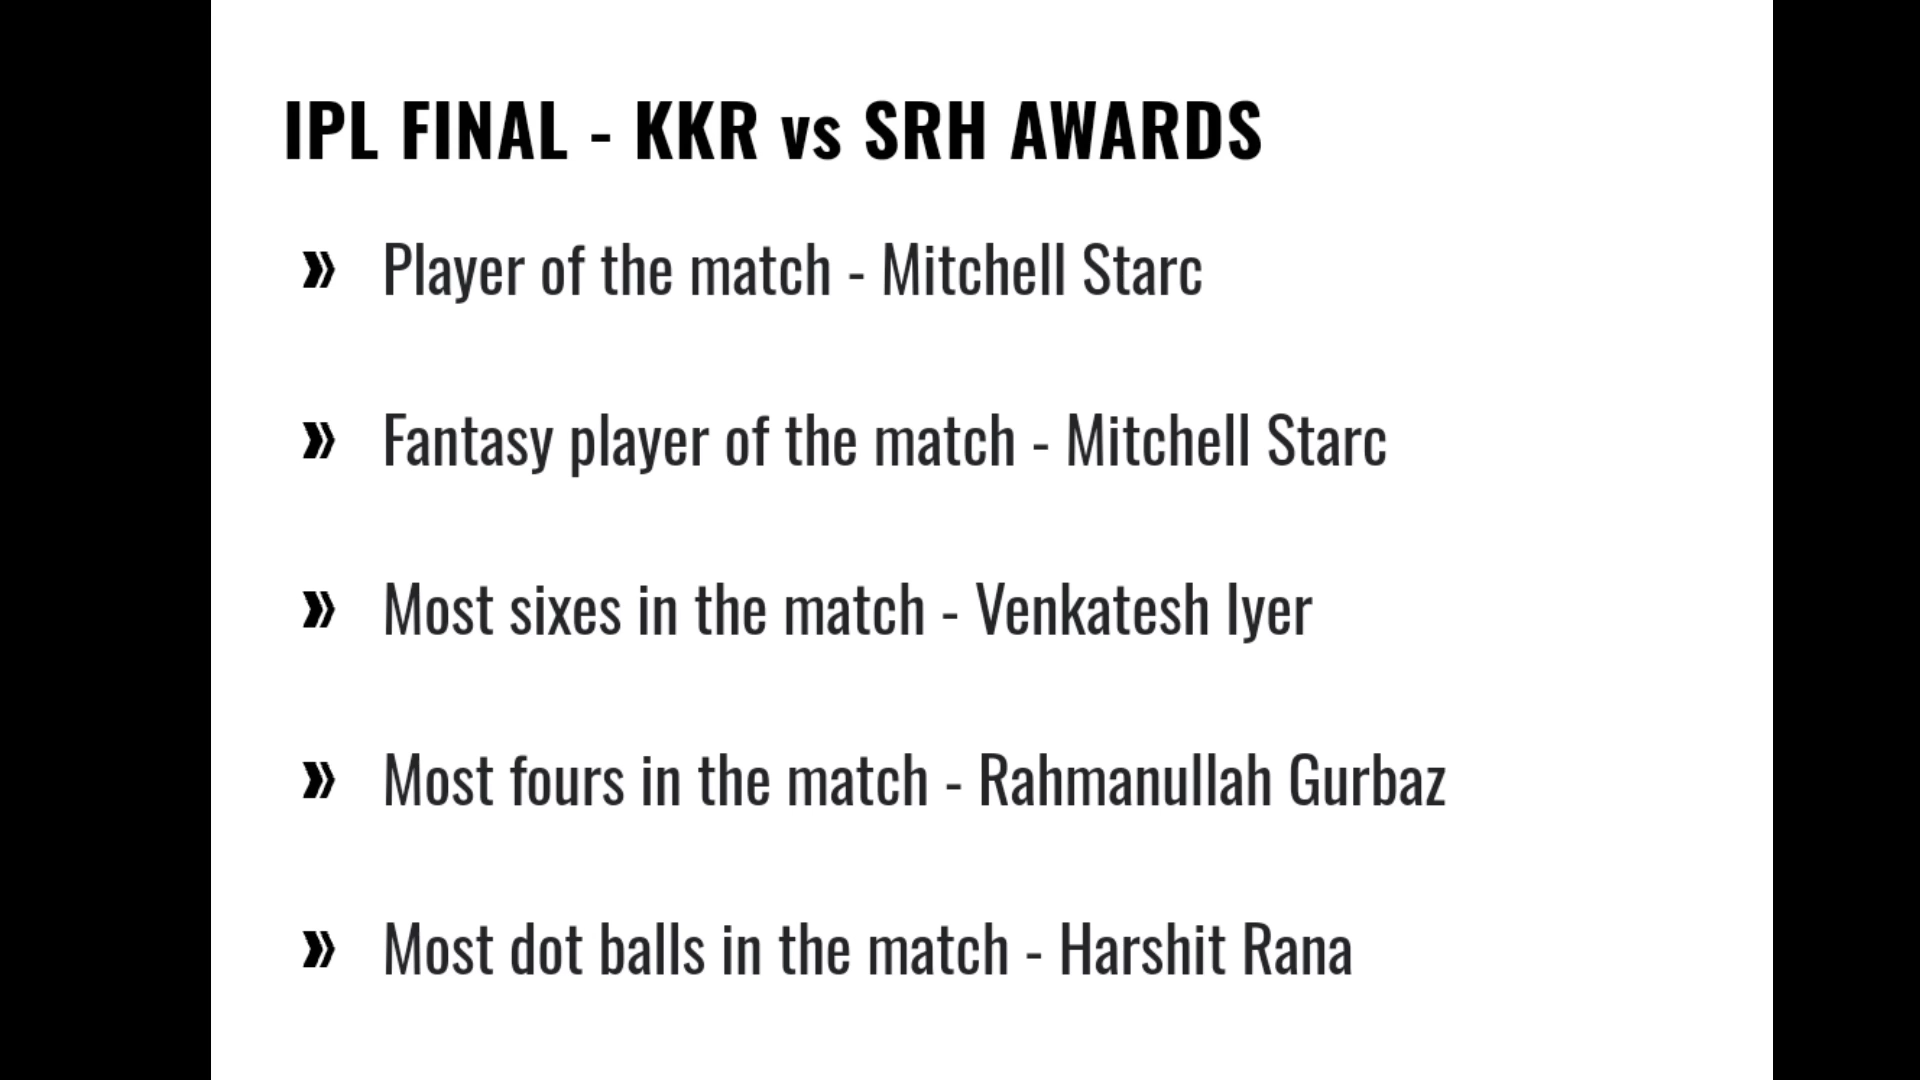 IPL FINAL - KKR vs SRH AWARDS
» Player of the match - Mitchell Starc
» Fantasy player of the match - Mitchell Starc
» Most sixes in the match - Venkatesh Iyer
» Most fours in the match - Rahmanullah Gurbaz
» Most dot balls in the match - Harshit Rana